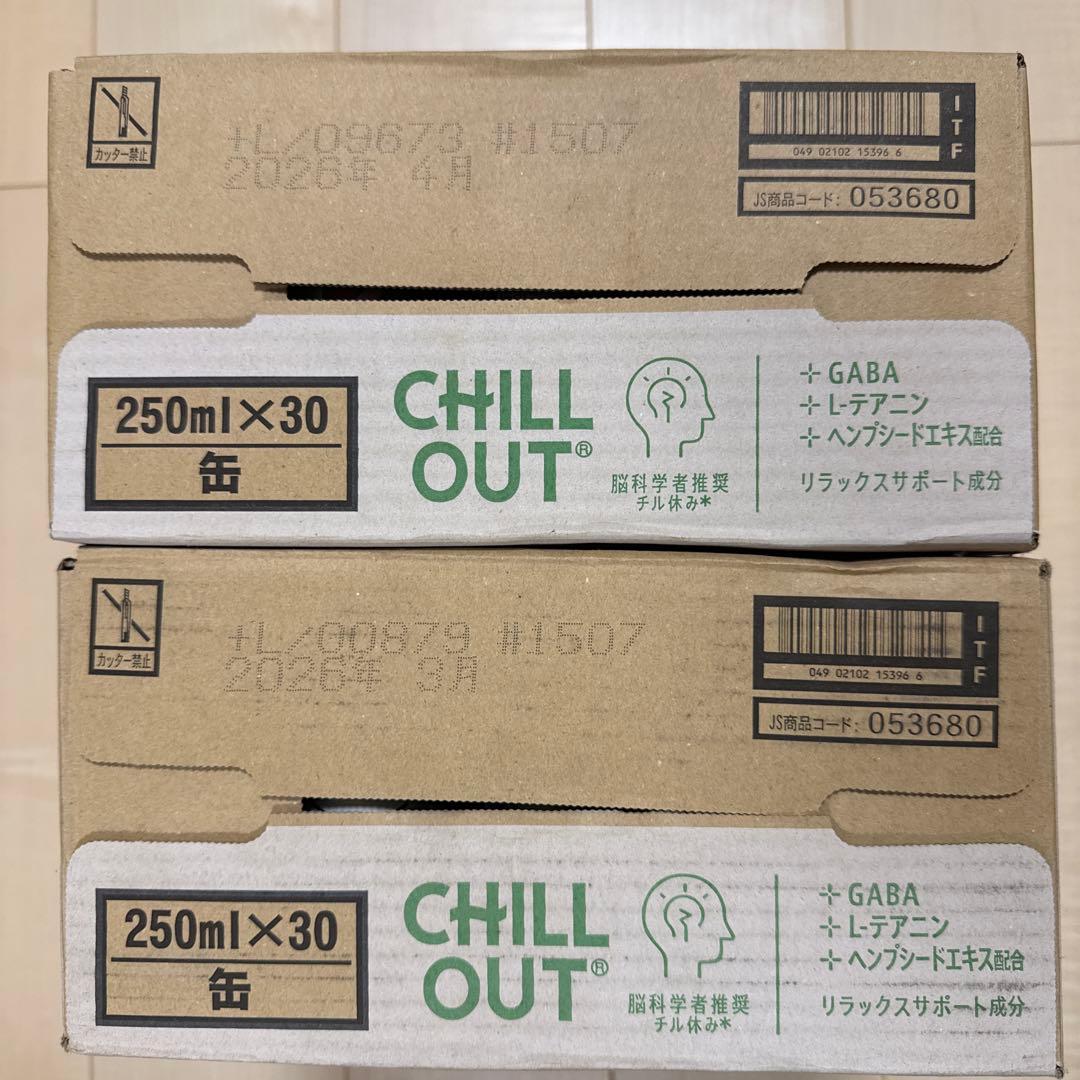 カッター禁止
+L/09673 #1507
2026年 4月
ITF
049 02102 15396 6
JS商品コード: 053680
250ml×30
缶
CHILL
OUT®
脳科学者推奨
チル休み*
+ GABA
+ L-テアニン
+ ヘンプシードエキス配合
リラックスサポート成分
カッター禁止
+L/00879 #1507
2026年 3月
ITF
049 02102 15396 6
JS商品コード: 053680
250ml×30
缶
CHILL
OUT®
脳科学者推奨
チル休み*
+ GABA
+ L-テアニン
+ ヘンプシードエキス配合
リラックスサポート成分